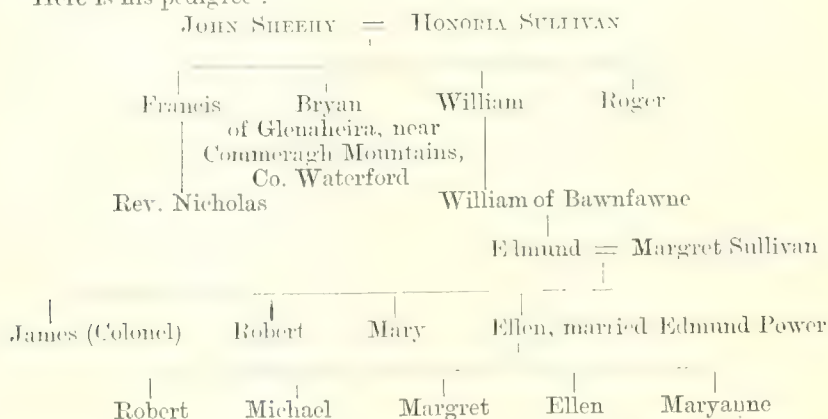 Here is his pedigree :
JOHN SHEEHY = HONORIA SULLIVAN
Francis Bryan William Roger
of Glenaheira, near
Commeragh Mountains,
Co. Waterford
Rev. Nicholas William of Bawnfawne
Edmund = Margret Sullivan
James (Colonel) Robert Mary Ellen, married Edmund Power
Robert Michael Margret Ellen Maryanne